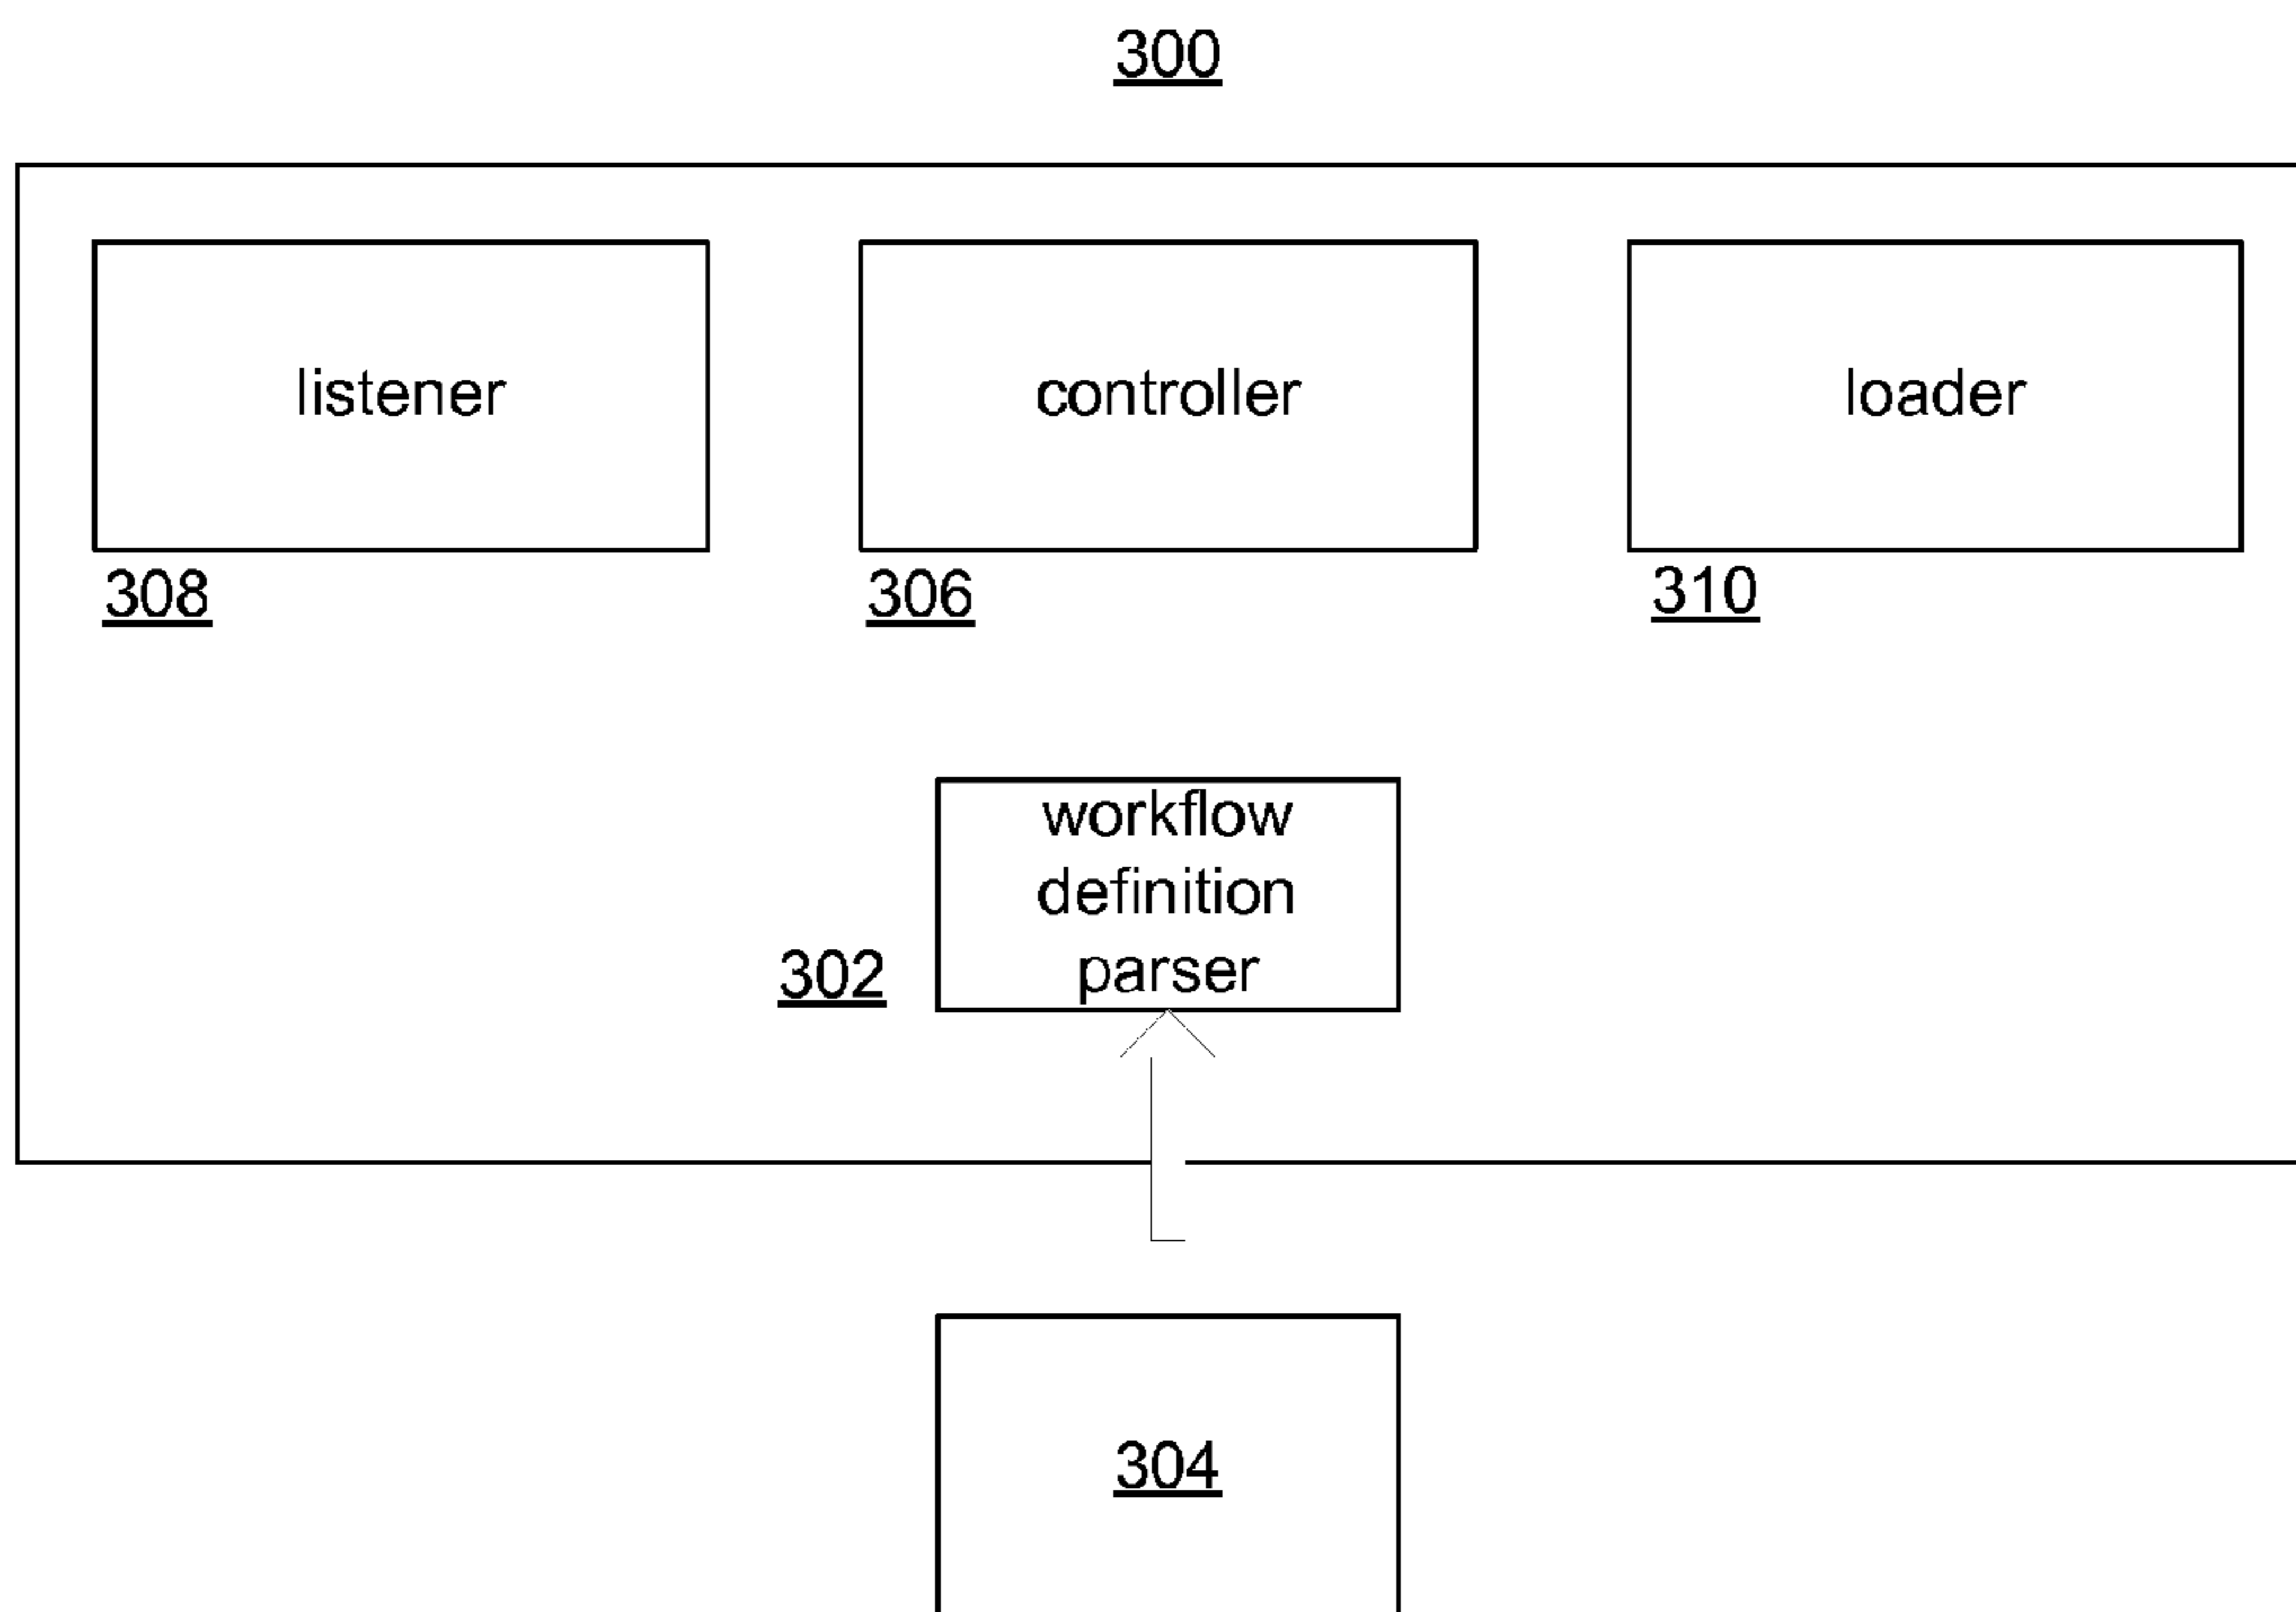 300
listener
controller
loader
308
306
310
workflow
definition
parser
302
304